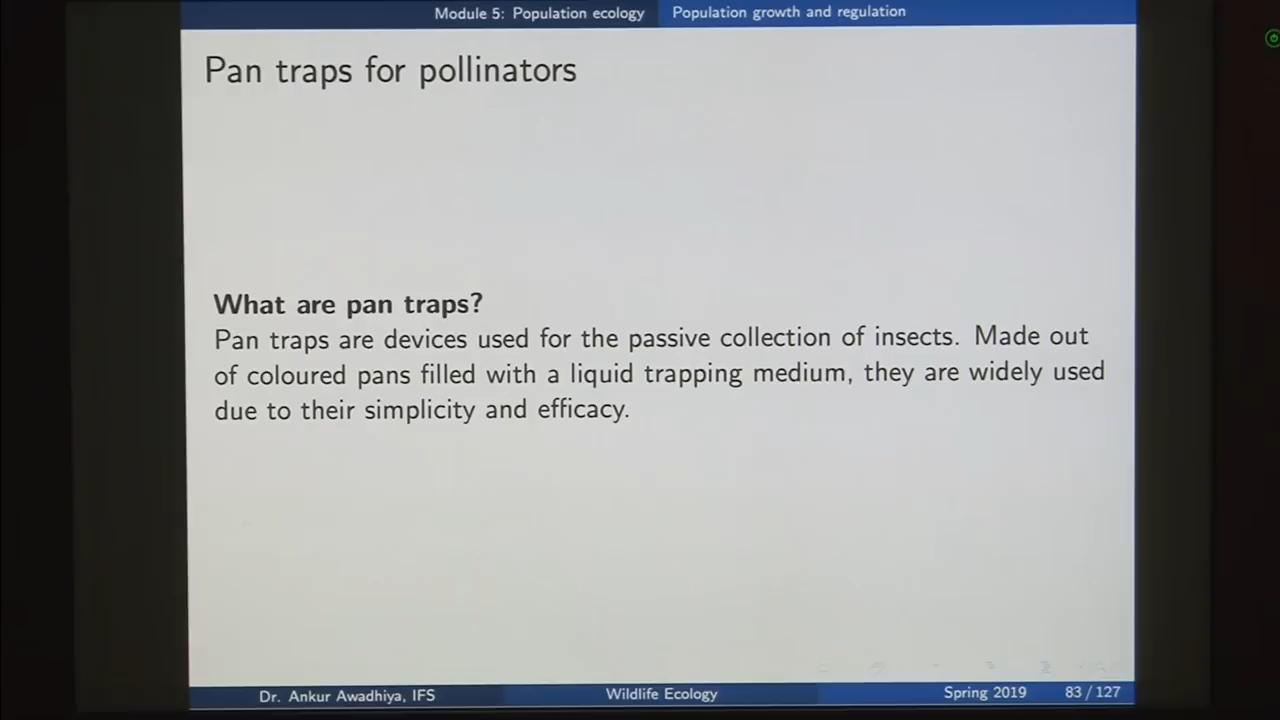 Module 5: Population ecology Population growth and regulation
Pan traps for pollinators
What are pan traps?
Pan traps are devices used for the passive collection of insects. Made out
of coloured pans filled with a liquid trapping medium, they are widely used
due to their simplicity and efficacy.
Dr. Ankur Awadhiya, IFS Wildlife Ecology Spring 2019 83 / 127